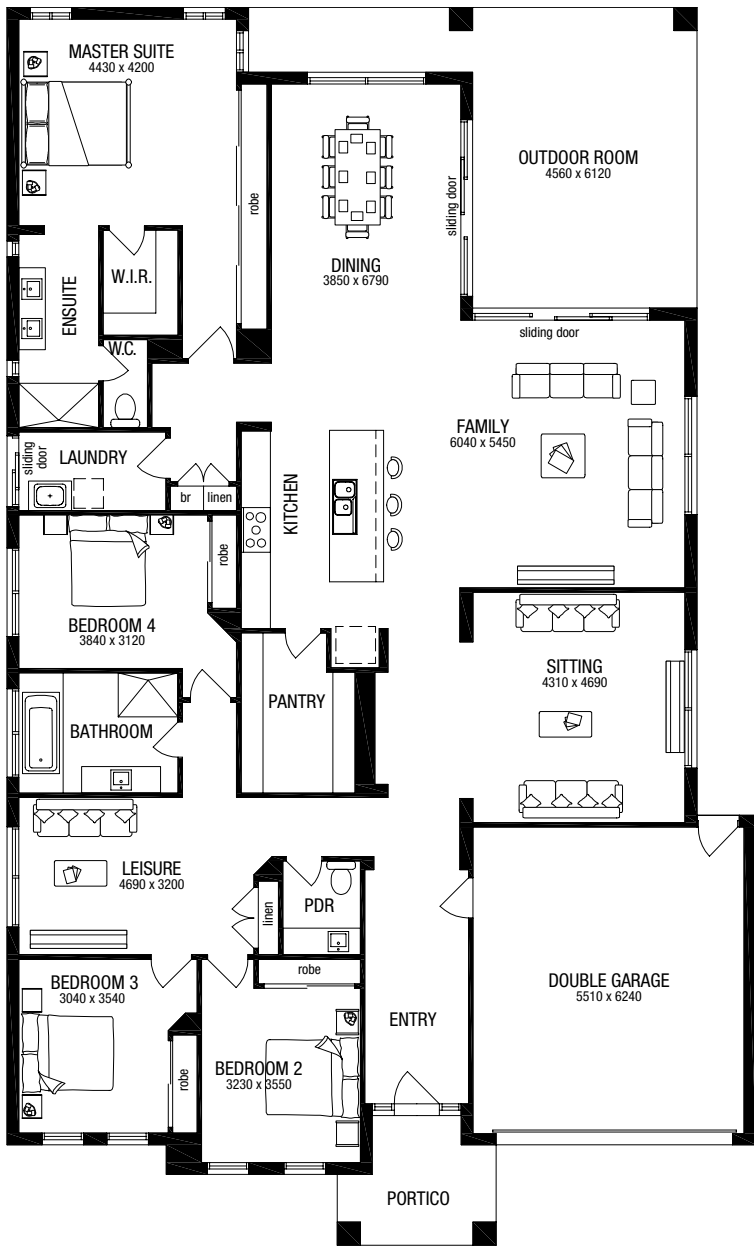 MASTER SUITE
4430 x 4200
OUTDOOR ROOM
4560 x 6120
sliding door
robe
DINING
3850 x 6790
W.I.R.
ENSUITE
sliding door
W.C.
FAMILY
6040 x 5450
LAUNDRY
sliding
door
br
linen
KITCHEN
robe
BEDROOM 4
3840 x 3120
SITTING
4310 x 4690
PANTRY
BATHROOM
LEISURE
4690 x 3200
linen
PDR
BEDROOM 3
3040 x 3540
robe
DOUBLE GARAGE
5510 x 6240
ENTRY
BEDROOM 2
3230 x 3550
robe
PORTICO